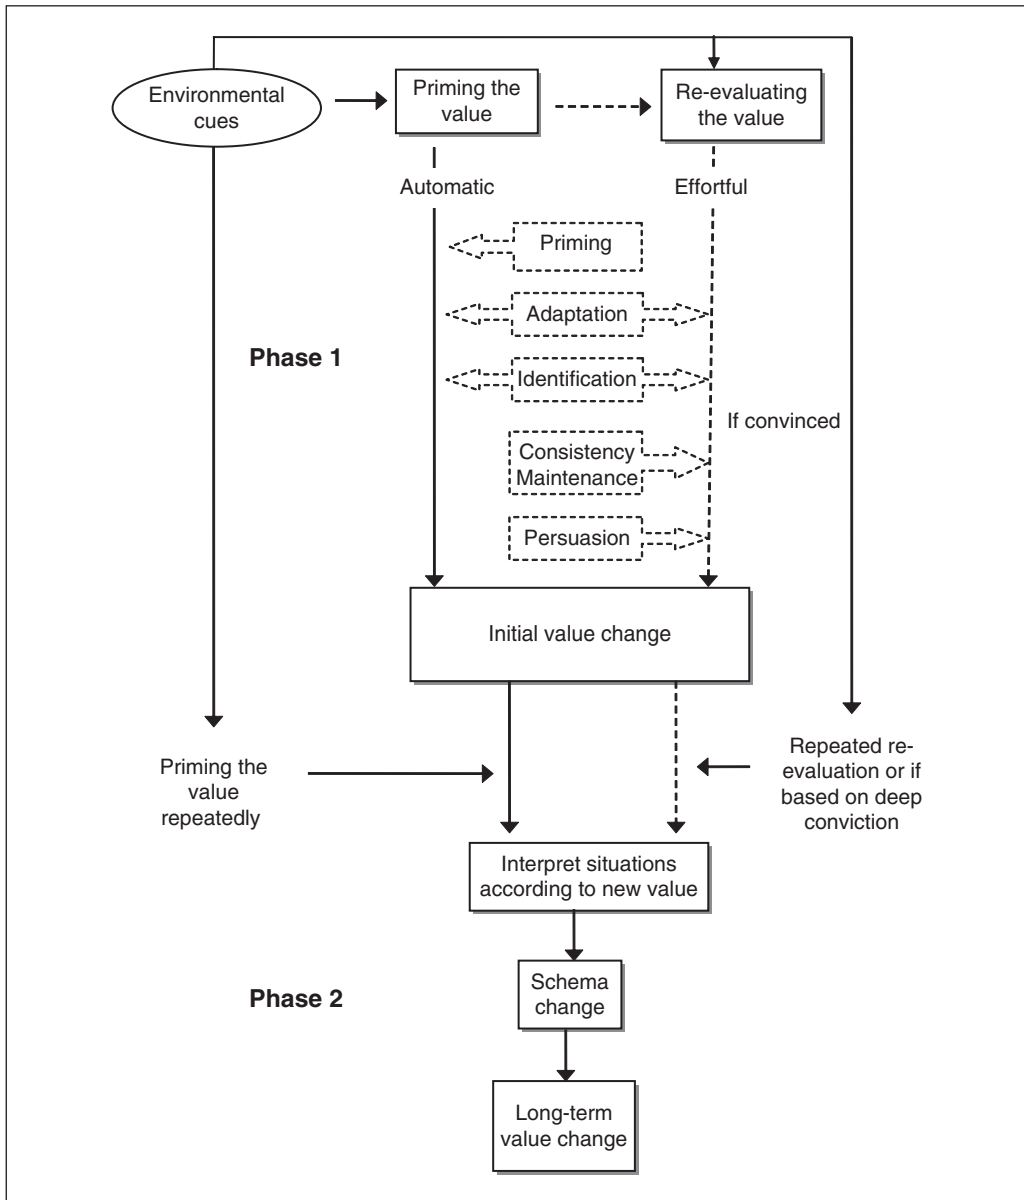 Environmental
cues
Priming the
value
Re-evaluating
the value
Automatic
Effortful
Priming
Adaptation
Phase 1
Identification
If convinced
Consistency
Maintenance
Persuasion
Initial value change
Priming the
value
repeatedly
Repeated re-
evaluation or if
based on deep
conviction
Interpret situations
according to new value
Phase 2
Schema
change
Long-term
value change